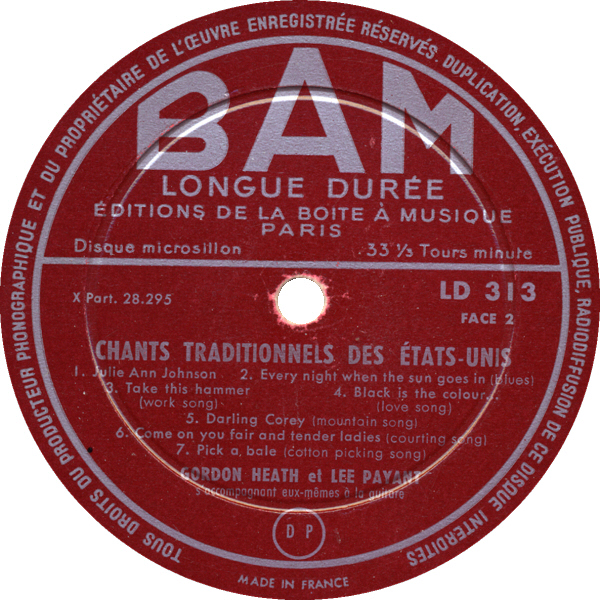 TOUS DROITS DU PRODUCTEUR PHONOGRAPHIQUE ET DU PROPRIÉTAIRE DE L'ŒUVRE ENREGISTRÉE RÉSERVÉS. DUPLICATION, EXÉCUTION PUBLIQUE, RADIODIFFUSION DE CE DISQUE INTERDITES
BAM
LONGUE DURÉE
ÉDITIONS DE LA BOITE À MUSIQUE
PARIS
Disque microsillon 33 ⅓ Tours minute
X Part. 28.295 LD 313
FACE 2
CHANTS TRADITIONNELS DES ÉTATS-UNIS
1. Julie Ann Johnson 2. Every night when the sun goes in (blues)
3. Take this hammer 4. Black is the colour...
(work song) (love song)
5. Darling Corey (mountain song)
6. Come on you fair and tender ladies (courting song)
7. Pick a bale (cotton picking song)
GORDON HEATH et LEE PAYANT
s'accompagnant eux-mêmes à la guitare
D P
MADE IN FRANCE